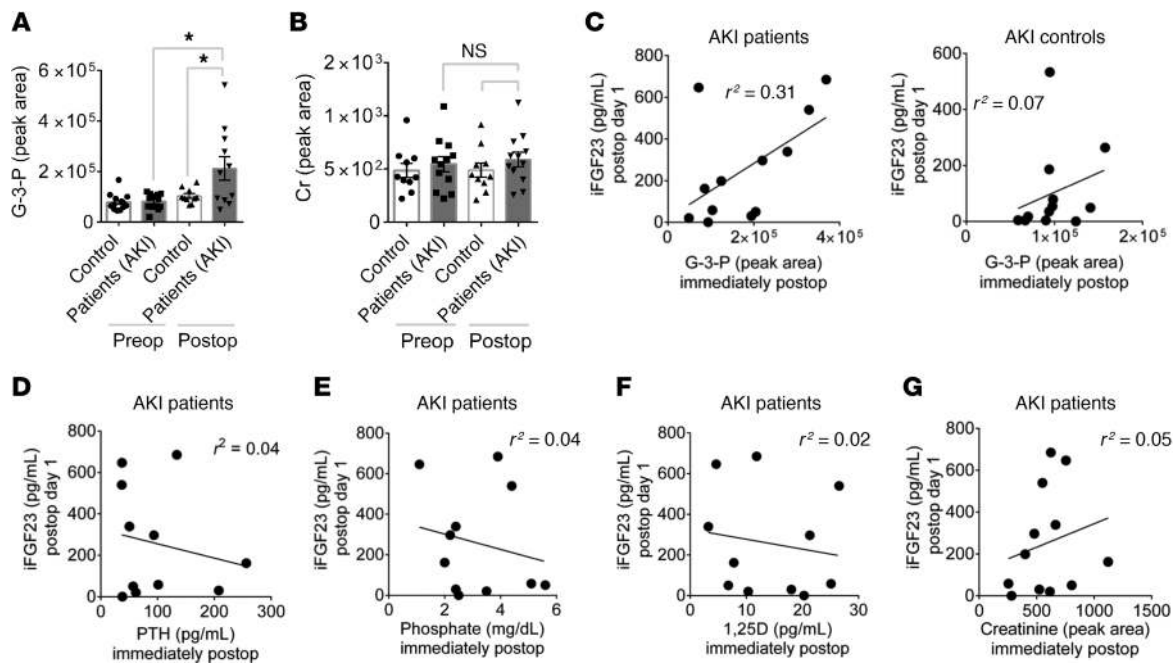 A
G-3-P (peak area)
6 × 10⁵
4 × 10⁵
2 × 10⁵
0
*
*
Control
Patients (AKI)
Control
Patients (AKI)
Preop
Postop
B
Cr (peak area)
2 × 10³
1 × 10³
5 × 10²
0
NS
Control
Patients (AKI)
Control
Patients (AKI)
Preop
Postop
C
AKI patients
iFGF23 (pg/mL)
postop day 1
800
600
400
200
0
r² = 0.31
0
2 × 10⁵
4 × 10⁵
G-3-P (peak area)
immediately postop
AKI controls
iFGF23 (pg/mL)
postop day 1
600
400
200
0
r² = 0.07
0
1 × 10⁵
2 × 10⁵
G-3-P (peak area)
immediately postop
D
AKI patients
iFGF23 (pg/mL)
postop day 1
800
600
400
200
0
r² = 0.04
0
100
200
300
PTH (pg/mL)
immediately postop
E
AKI patients
iFGF23 (pg/mL)
postop day 1
800
600
400
200
0
r² = 0.04
0
2
4
6
Phosphate (mg/dL)
immediately postop
F
AKI patients
iFGF23 (pg/mL)
postop day 1
800
600
400
200
0
r² = 0.02
0
10
20
30
1,25D (pg/mL)
immediately postop
G
AKI patients
iFGF23 (pg/mL)
postop day 1
800
600
400
200
0
r² = 0.05
0
500
1000
1500
Creatinine (peak area)
immediately postop